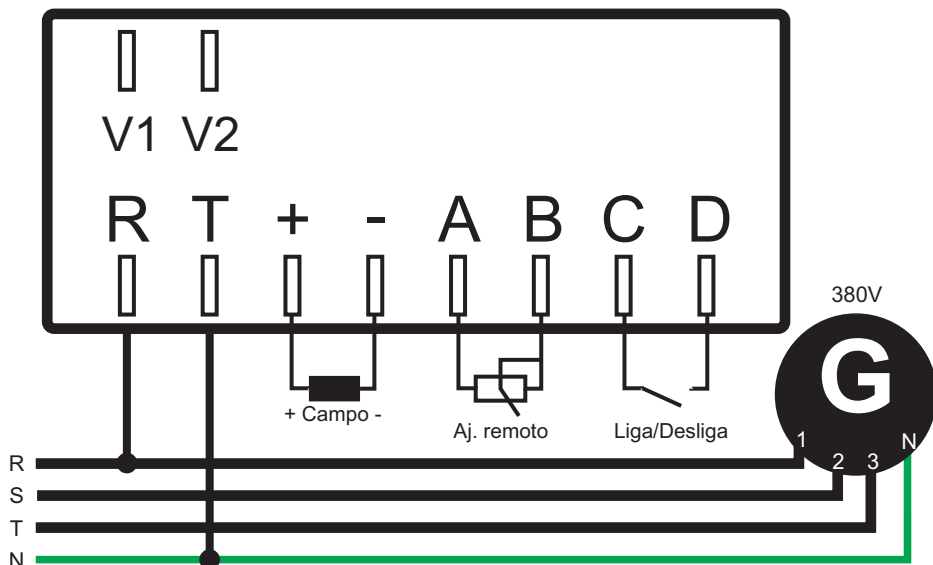 V1 V2
R T + - A B C D
380V
G
+ Campo -
Aj. remoto
Liga/Desliga
1
2
3
N
R
S
T
N